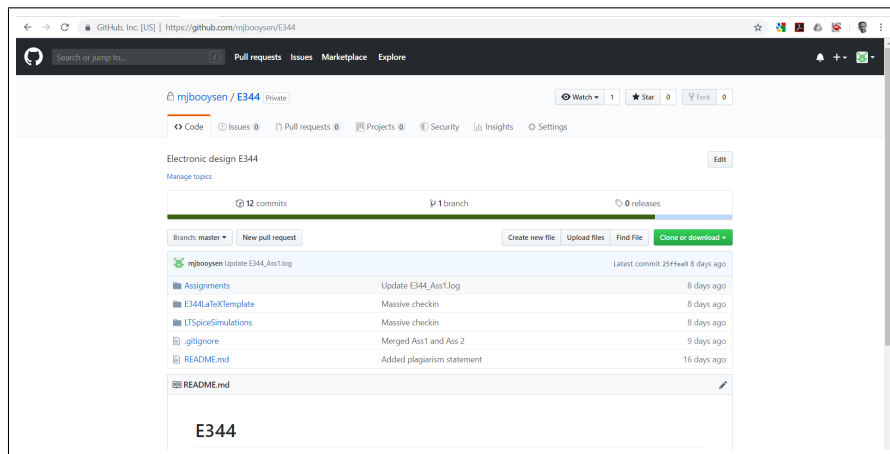 GitHub, Inc. [US] | https://github.com/mjbooysen/E344
Search or jump to... / Pull requests Issues Marketplace Explore
mjbooysen / E344 Private Watch 1 Star 0 Fork 0
Code Issues 0 Pull requests 0 Projects 0 Security Insights Settings
Electronic design E344 Edit
Manage topics
12 commits 1 branch 0 releases
Branch: master New pull request Create new file Upload files Find File Clone or download
mjbooysen Update E344_Ass1.log Latest commit 25ffea9 8 days ago
Assignments Update E344_Ass1.log 8 days ago
E344LaTeXTemplate Massive checkin 8 days ago
LTSpiceSimulations Massive checkin 8 days ago
.gitignore Merged Ass1 and Ass 2 9 days ago
README.md Added plagiarism statement 16 days ago
README.md
E344